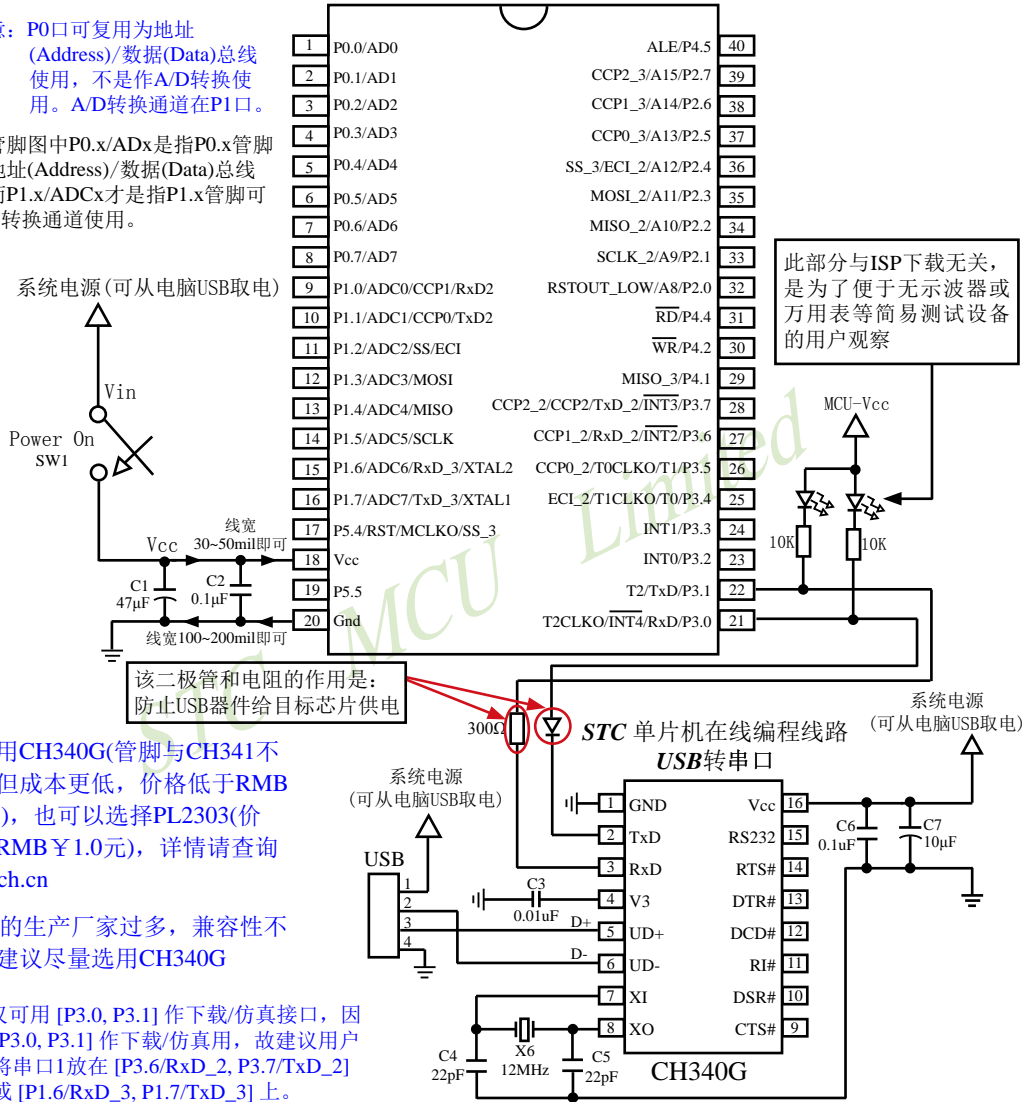 ：P0口可复用为地址
(Address)/数据(Data)总线
使用，不是作A/D转换使
用。A/D转换通道在P1口。
管脚图中P0.x/ADx是指P0.x管脚
地址(Address)/数据(Data)总线
而P1.x/ADCx才是指P1.x管脚可
转换通道使用。
系统电源(可从电脑USB取电)
Vin
Power On
SW1
Vcc
线宽
30~50mil即可
C1
47μF
C2
0.1μF
线宽100~200mil即可
1 P0.0/AD0
2 P0.1/AD1
3 P0.2/AD2
4 P0.3/AD3
5 P0.4/AD4
6 P0.5/AD5
7 P0.6/AD6
8 P0.7/AD7
9 P1.0/ADC0/CCP1/RxD2
10 P1.1/ADC1/CCP0/TxD2
11 P1.2/ADC2/SS/ECI
12 P1.3/ADC3/MOSI
13 P1.4/ADC4/MISO
14 P1.5/ADC5/SCLK
15 P1.6/ADC6/RxD_3/XTAL2
16 P1.7/ADC7/TxD_3/XTAL1
17 P5.4/RST/MCLKO/SS_3
18 Vcc
19 P5.5
20 Gnd
ALE/P4.5 40
CCP2_3/A15/P2.7 39
CCP1_3/A14/P2.6 38
CCP0_3/A13/P2.5 37
SS_3/ECI_2/A12/P2.4 36
MOSI_2/A11/P2.3 35
MISO_2/A10/P2.2 34
SCLK_2/A9/P2.1 33
RSTOUT_LOW/A8/P2.0 32
RD/P4.4 31
WR/P4.2 30
MISO_3/P4.1 29
CCP2_2/CCP2/TxD_2/INT3/P3.7 28
CCP1_2/RxD_2/INT2/P3.6 27
CCP0_2/T0CLKO/T1/P3.5 26
ECI_2/T1CLKO/T0/P3.4 25
INT1/P3.3 24
INT0/P3.2 23
T2/TxD/P3.1 22
T2CLKO/INT4/RxD/P3.0 21
STC MCU Limited
此部分与ISP下载无关，
是为了便于无示波器或
万用表等简易测试设备
的用户观察
MCU-Vcc
10K
10K
该二极管和电阻的作用是：
防止USB器件给目标芯片供电
300Ω
STC 单片机在线编程线路
USB转串口
系统电源
(可从电脑USB取电)
用CH340G(管脚与CH341不
但成本更低，价格低于RMB
)，也可以选择PL2303(价
RMB￥1.0元)，详情请查询
ch.cn
的生产厂家过多，兼容性不
建议尽量选用CH340G
可用 [P3.0, P3.1] 作下载/仿真接口，因
P3.0, P3.1] 作下载/仿真用，故建议用户
将串口1放在 [P3.6/RxD_2, P3.7/TxD_2]
或 [P1.6/RxD_3, P1.7/TxD_3] 上。
系统电源
(可从电脑USB取电)
USB
1
2
3
4
C3
0.01uF
D+
D-
C4
22pF
X6
12MHz
C5
22pF
1 GND
2 TxD
3 RxD
4 V3
5 UD+
6 UD-
7 XI
8 XO
Vcc 16
RS232 15
RTS# 14
DTR# 13
DCD# 12
RI# 11
DSR# 10
CTS# 9
CH340G
C6
0.1uF
C7
10μF